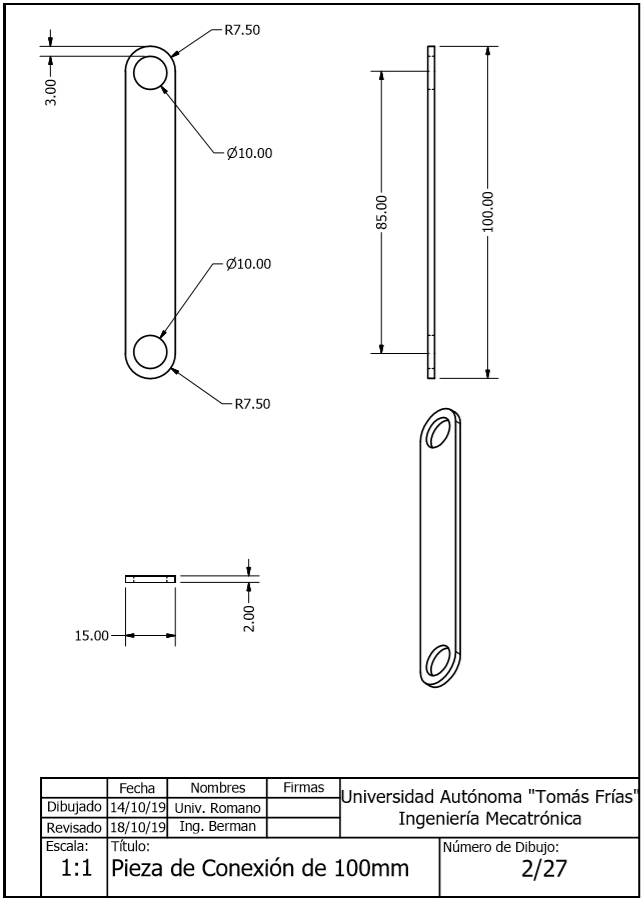 R7.50
3.00
Ø10.00
85.00
100.00
Ø10.00
R7.50
2.00
15.00
Fecha Nombres Firmas
Dibujado 14/10/19 Univ. Romano
Revisado 18/10/19 Ing. Berman
Universidad Autónoma "Tomás Frías"
Ingeniería Mecatrónica
Escala:
1:1
Título:
Pieza de Conexión de 100mm
Número de Dibujo:
2/27